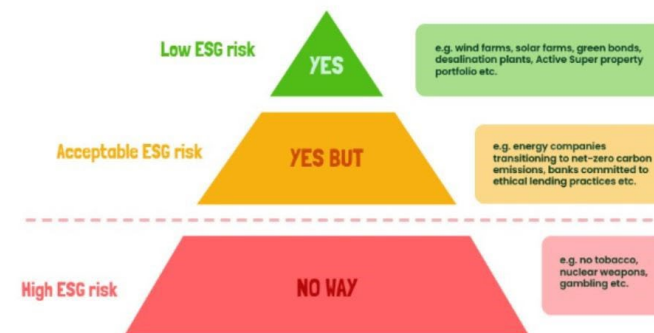 Low ESG risk
YES
e.g. wind farms, solar farms, green bonds,
desalination plants, Active Super property
portfolio etc.
Acceptable ESG risk
YES BUT
e.g. energy companies
transitioning to net-zero carbon
emissions, banks committed to
ethical lending practices etc.
High ESG risk
NO WAY
e.g. no tobacco,
nuclear weapons,
gambling etc.